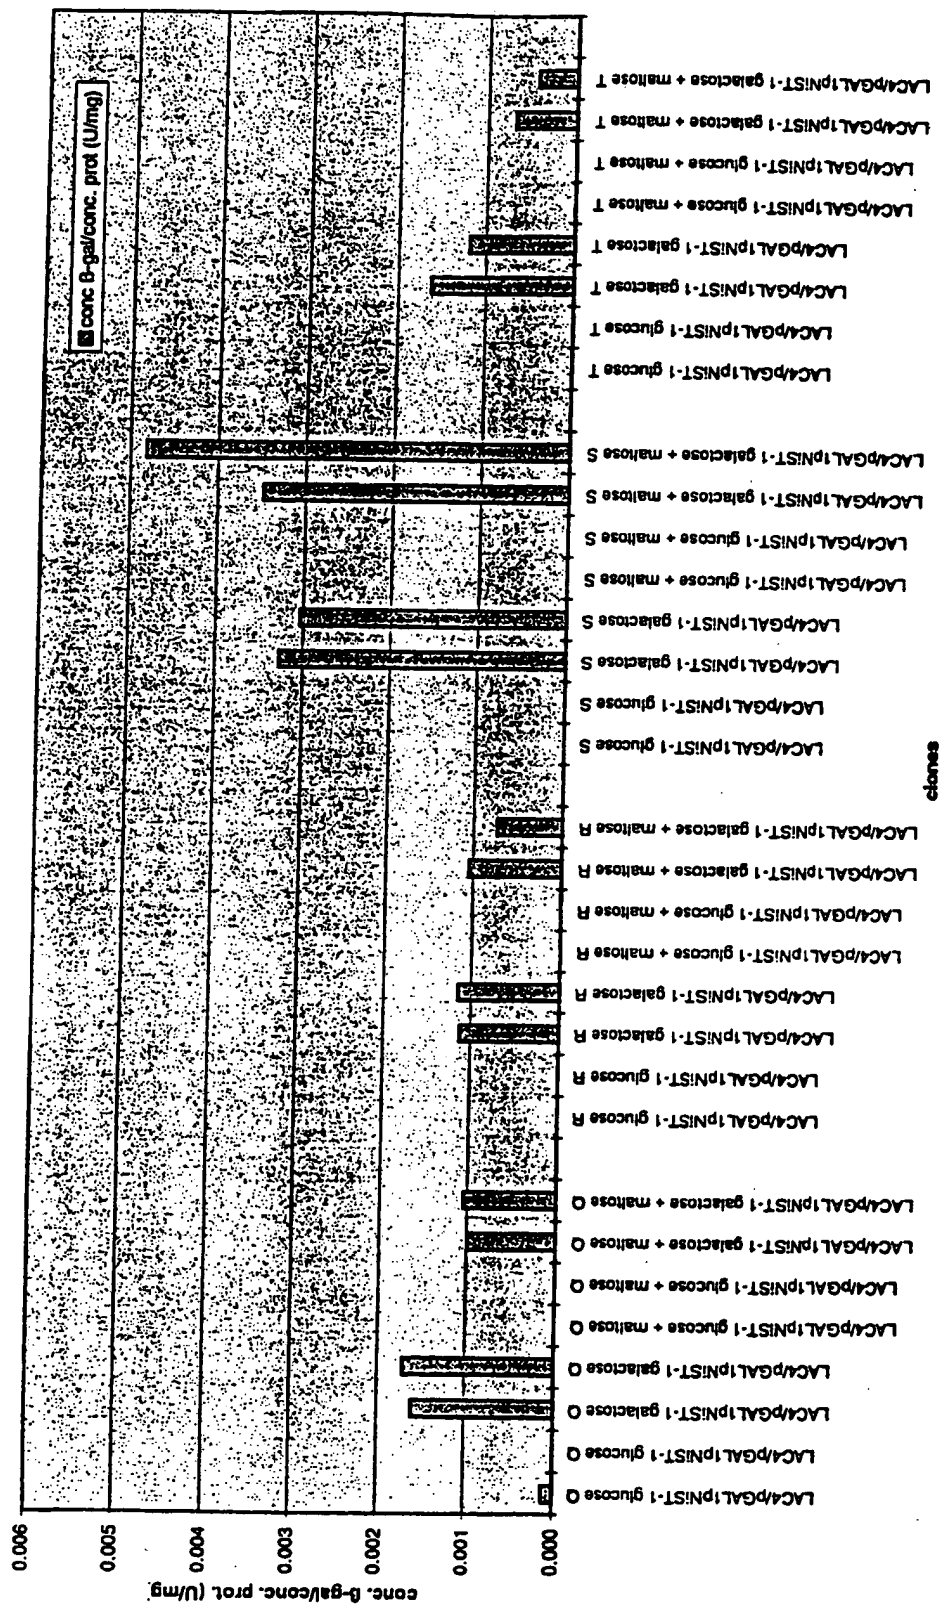 conc ß-gal/conc. prot (U/mg)
conc. ß-gal/conc. prot. (U/mg)
0.006
0.005
0.004
0.003
0.002
0.001
0.000
LAC4/pGAL1pNiST-1 glucose Q
LAC4/pGAL1pNiST-1 glucose Q
LAC4/pGAL1pNiST-1 galactose Q
LAC4/pGAL1pNiST-1 galactose Q
LAC4/pGAL1pNiST-1 glucose + maltose Q
LAC4/pGAL1pNiST-1 glucose + maltose Q
LAC4/pGAL1pNiST-1 galactose + maltose Q
LAC4/pGAL1pNiST-1 galactose + maltose Q
LAC4/pGAL1pNiST-1 glucose R
LAC4/pGAL1pNiST-1 glucose R
LAC4/pGAL1pNiST-1 galactose R
LAC4/pGAL1pNiST-1 galactose R
LAC4/pGAL1pNiST-1 glucose + maltose R
LAC4/pGAL1pNiST-1 glucose + maltose R
LAC4/pGAL1pNiST-1 galactose + maltose R
LAC4/pGAL1pNiST-1 galactose + maltose R
LAC4/pGAL1pNiST-1 glucose S
LAC4/pGAL1pNiST-1 glucose S
LAC4/pGAL1pNiST-1 galactose S
LAC4/pGAL1pNiST-1 galactose S
LAC4/pGAL1pNiST-1 glucose + maltose S
LAC4/pGAL1pNiST-1 glucose + maltose S
LAC4/pGAL1pNiST-1 galactose + maltose S
LAC4/pGAL1pNiST-1 galactose + maltose S
LAC4/pGAL1pNiST-1 glucose T
LAC4/pGAL1pNiST-1 glucose T
LAC4/pGAL1pNiST-1 galactose T
LAC4/pGAL1pNiST-1 galactose T
LAC4/pGAL1pNiST-1 glucose + maltose T
LAC4/pGAL1pNiST-1 glucose + maltose T
LAC4/pGAL1pNiST-1 galactose + maltose T
LAC4/pGAL1pNiST-1 galactose + maltose T
clones